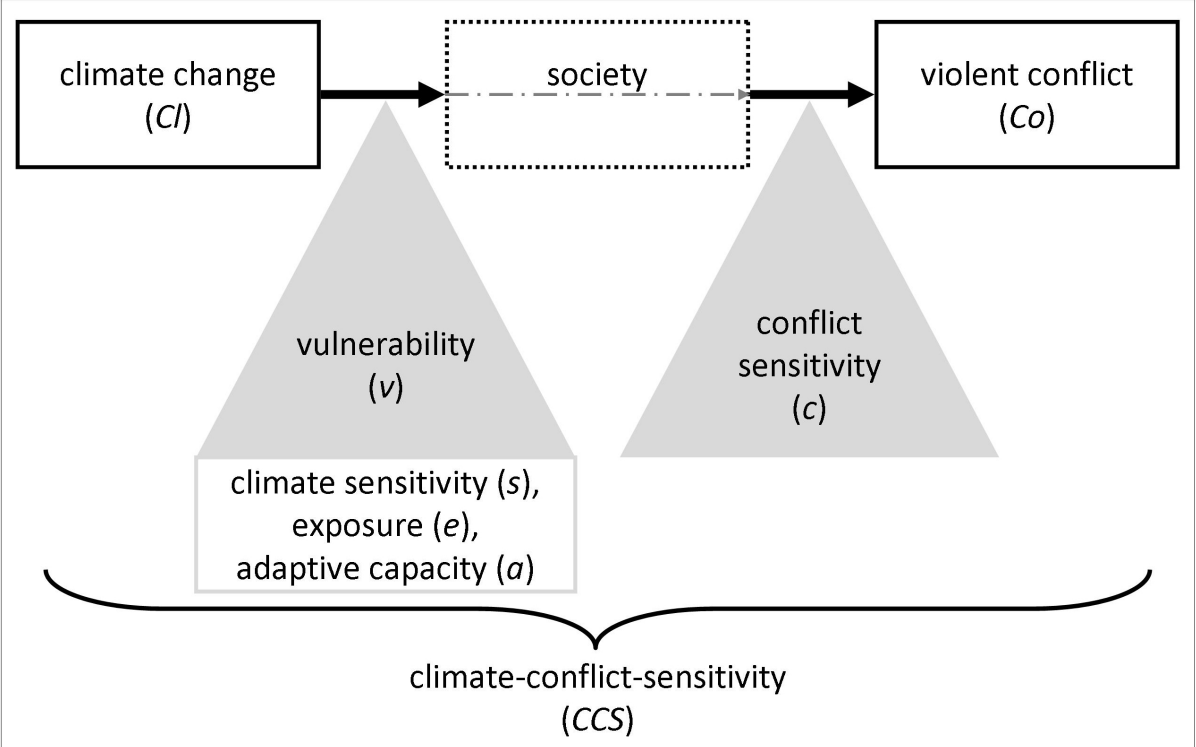 climate change
(Cl)
society
violent conflict
(Co)
vulnerability
(v)
conflict
sensitivity
(c)
climate sensitivity (s),
exposure (e),
adaptive capacity (a)
climate-conflict-sensitivity
(CCS)